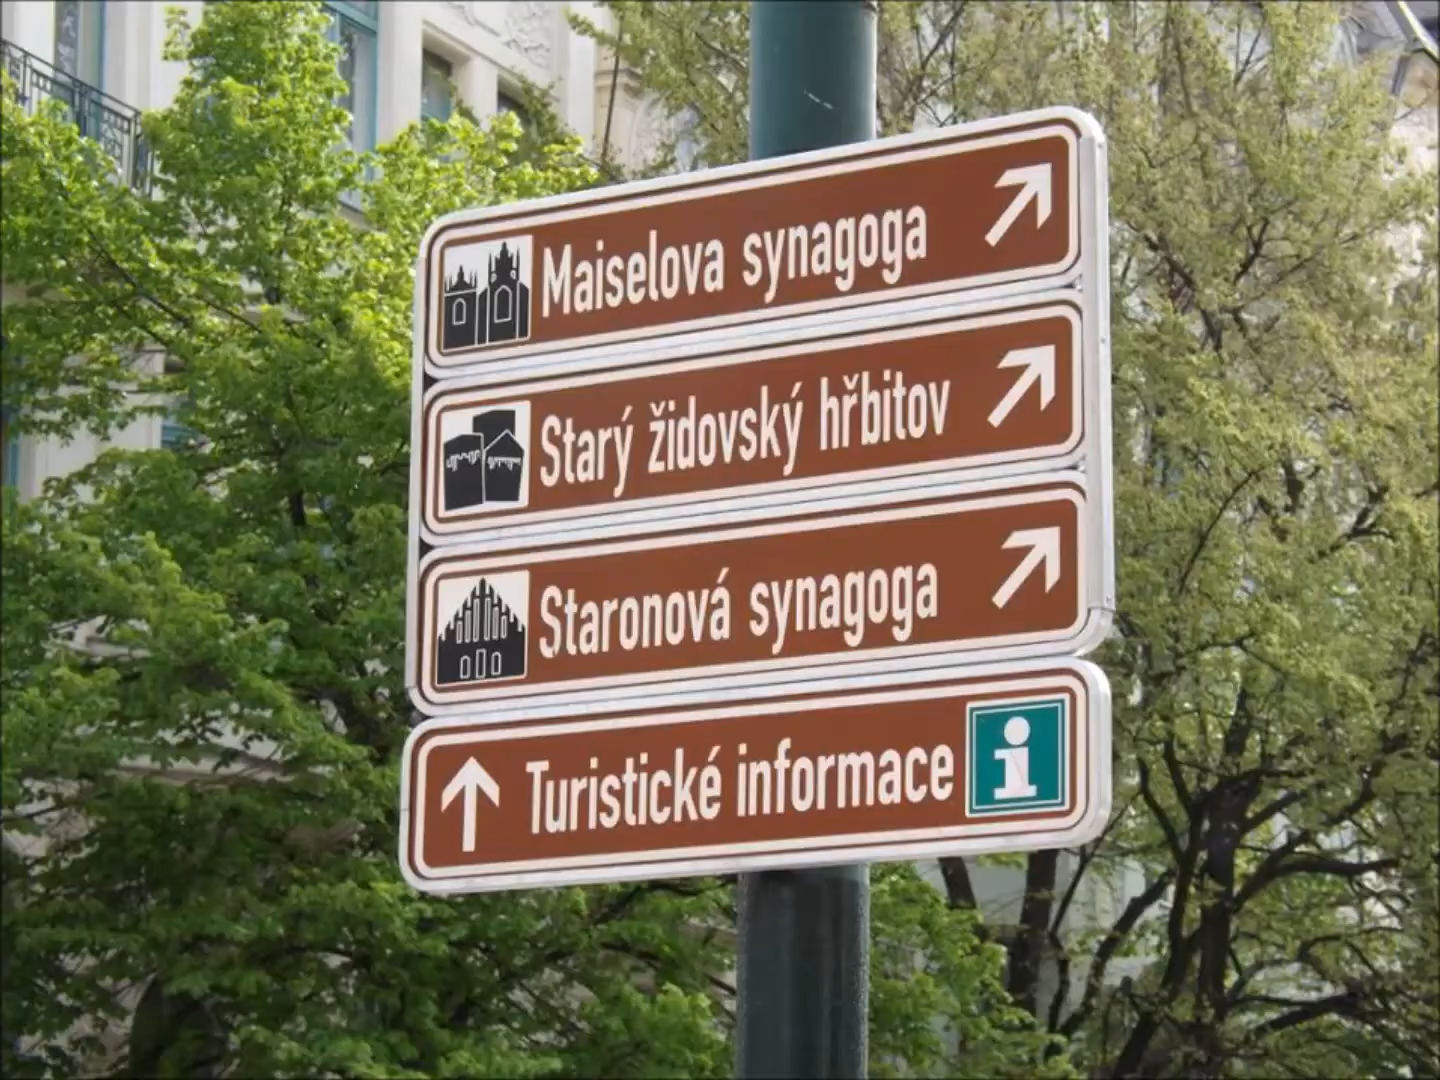 Maiselova synagoga
Starý židovský hřbitov
Staronová synagoga
Turistické informace i